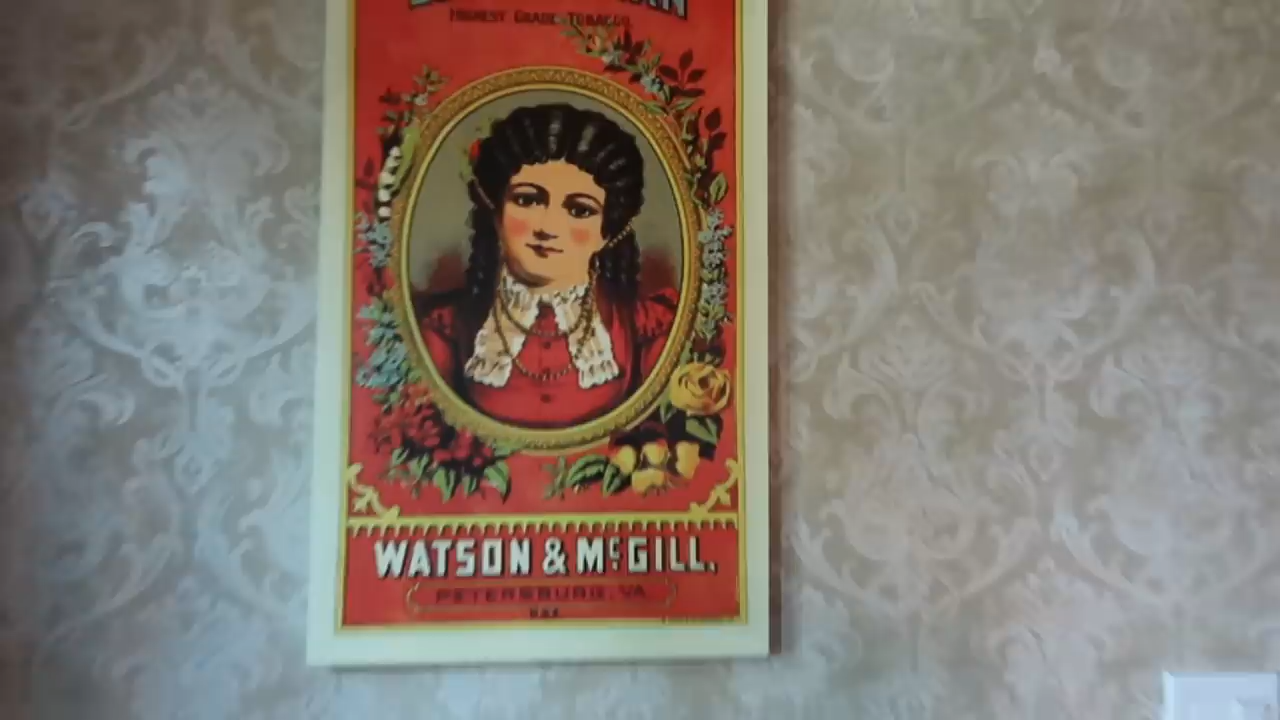 HIGHEST GRADE TOBACCO
WATSON & McGILL.
PETERSBURG, VA
U.S.A.